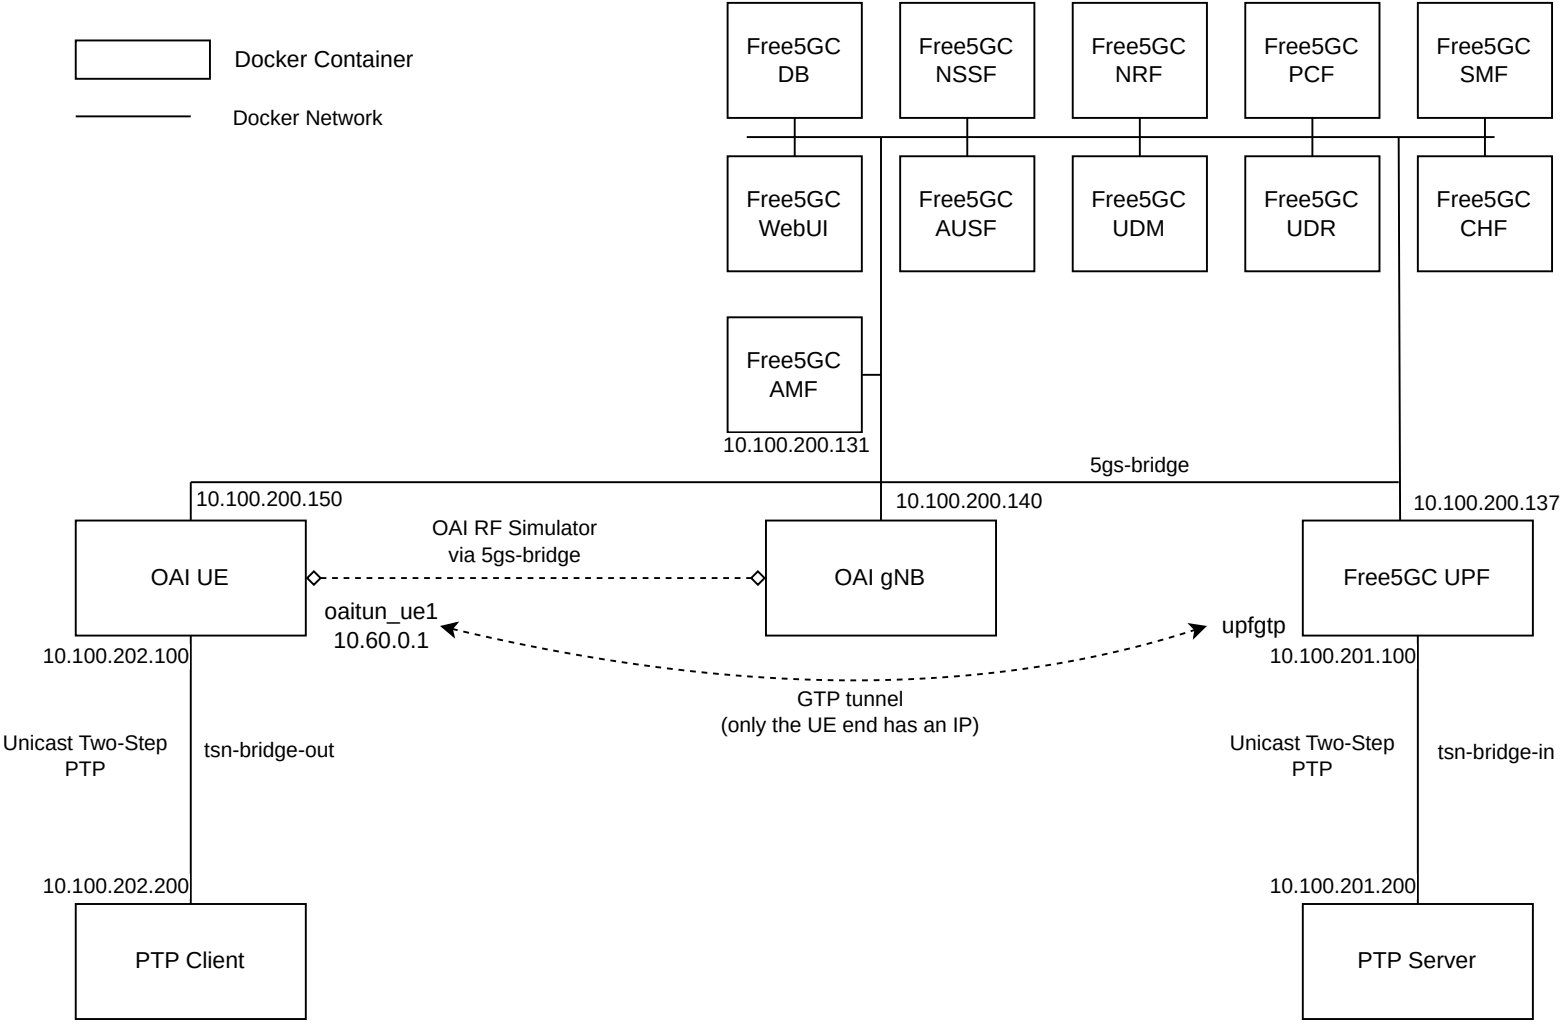 Docker Container
Docker Network
Free5GC
DB
Free5GC
NSSF
Free5GC
NRF
Free5GC
PCF
Free5GC
SMF
Free5GC
WebUI
Free5GC
AUSF
Free5GC
UDM
Free5GC
UDR
Free5GC
CHF
Free5GC
AMF
10.100.200.131
5gs-bridge
10.100.200.150
10.100.200.140
10.100.200.137
OAI RF Simulator
via 5gs-bridge
OAI UE
OAI gNB
Free5GC UPF
oaitun_ue1
10.60.0.1
upfgtp
10.100.202.100
10.100.201.100
GTP tunnel
(only the UE end has an IP)
Unicast Two-Step
PTP
tsn-bridge-out
Unicast Two-Step
PTP
tsn-bridge-in
10.100.202.200
10.100.201.200
PTP Client
PTP Server